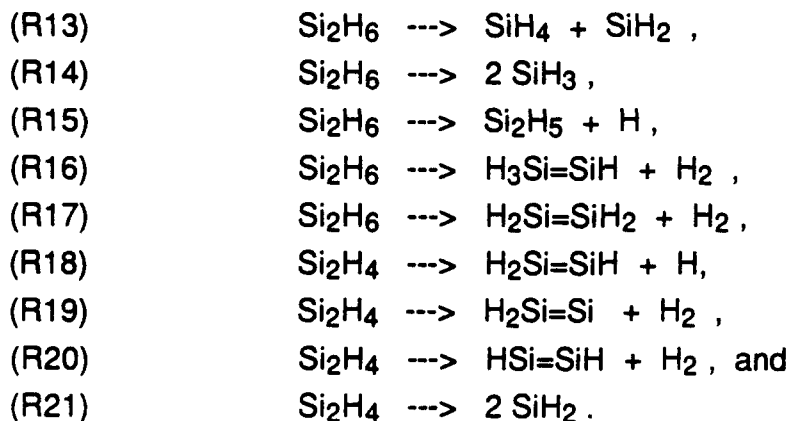 (R13) Si₂H₆ ---> SiH₄ + SiH₂ ,
(R14) Si₂H₆ ---> 2 SiH₃ ,
(R15) Si₂H₆ ---> Si₂H₅ + H ,
(R16) Si₂H₆ ---> H₃Si=SiH + H₂ ,
(R17) Si₂H₆ ---> H₂Si=SiH₂ + H₂ ,
(R18) Si₂H₄ ---> H₂Si=SiH + H,
(R19) Si₂H₄ ---> H₂Si=Si + H₂ ,
(R20) Si₂H₄ ---> HSi=SiH + H₂ , and
(R21) Si₂H₄ ---> 2 SiH₂ .